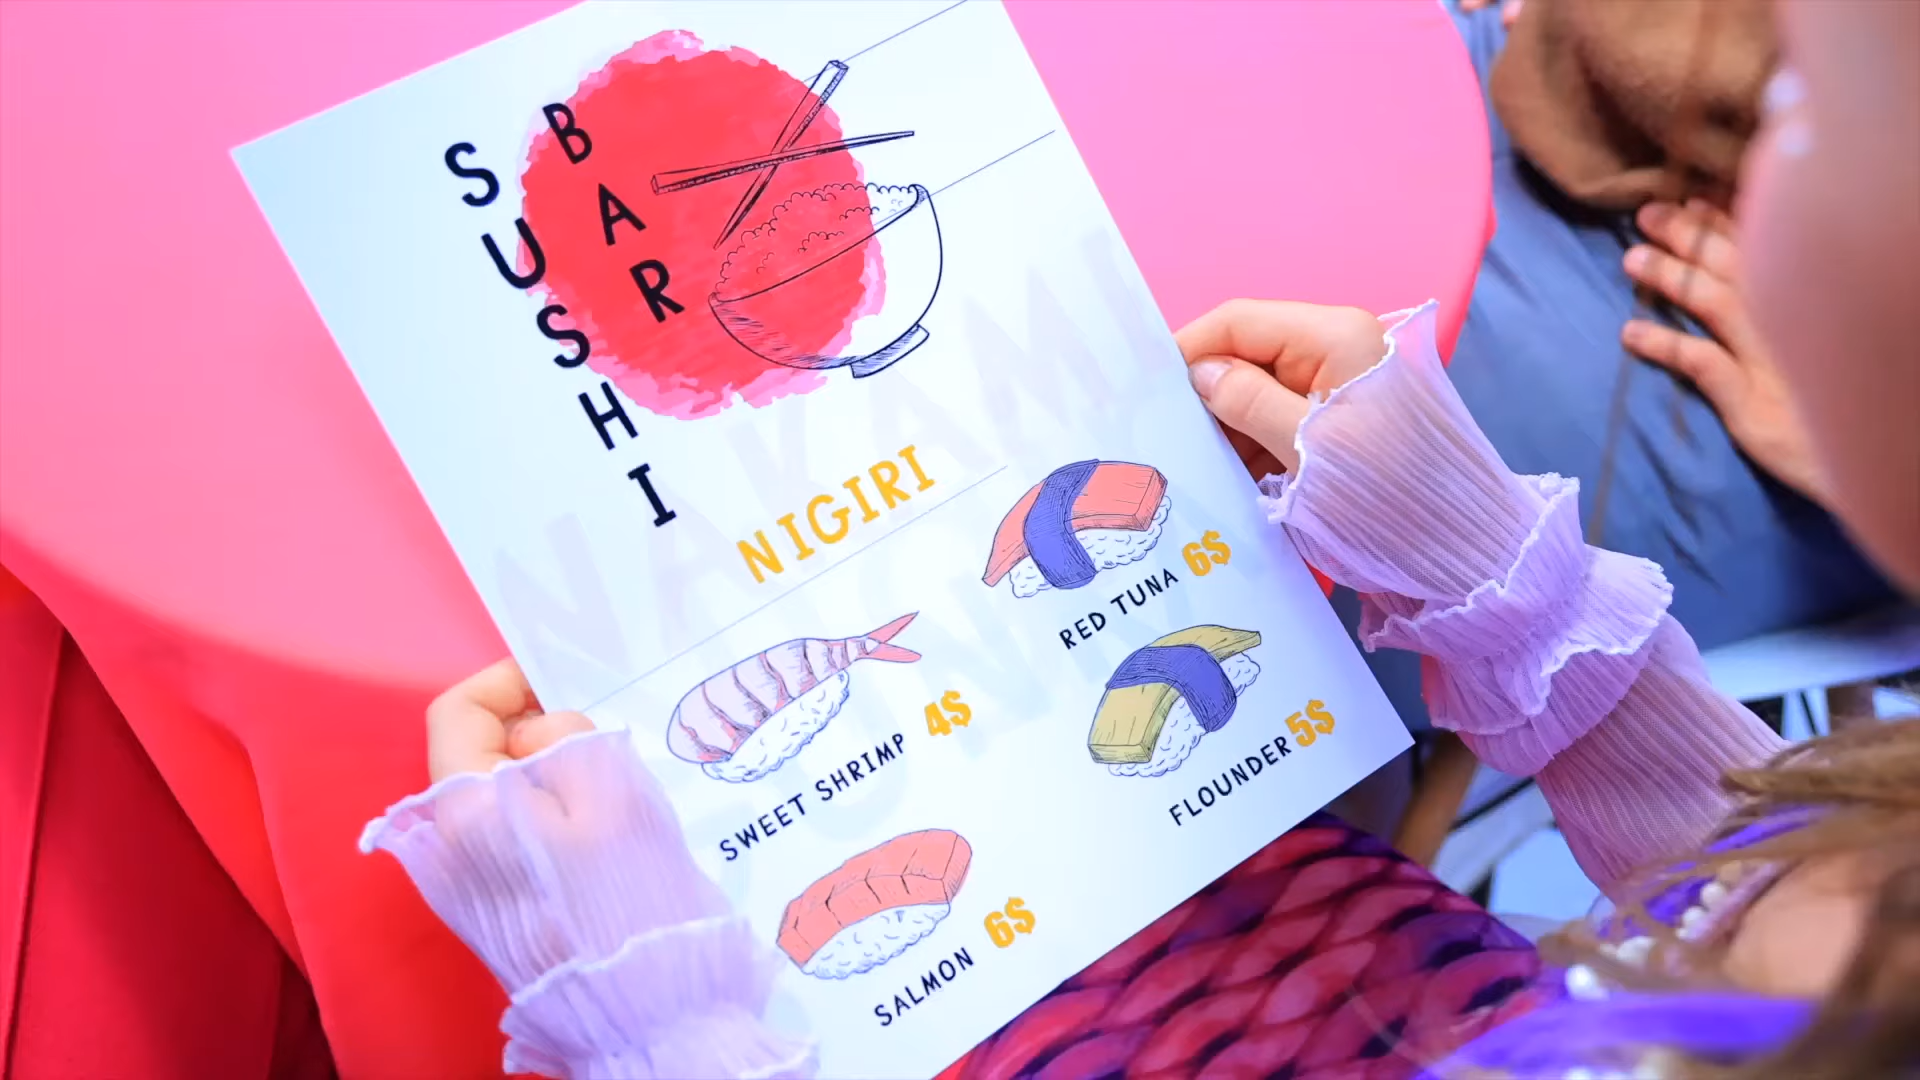 SUSHI
BAR
NIGIRI
RED TUNA 6$
SWEET SHRIMP 4$
FLOUNDER 5$
SALMON 6$